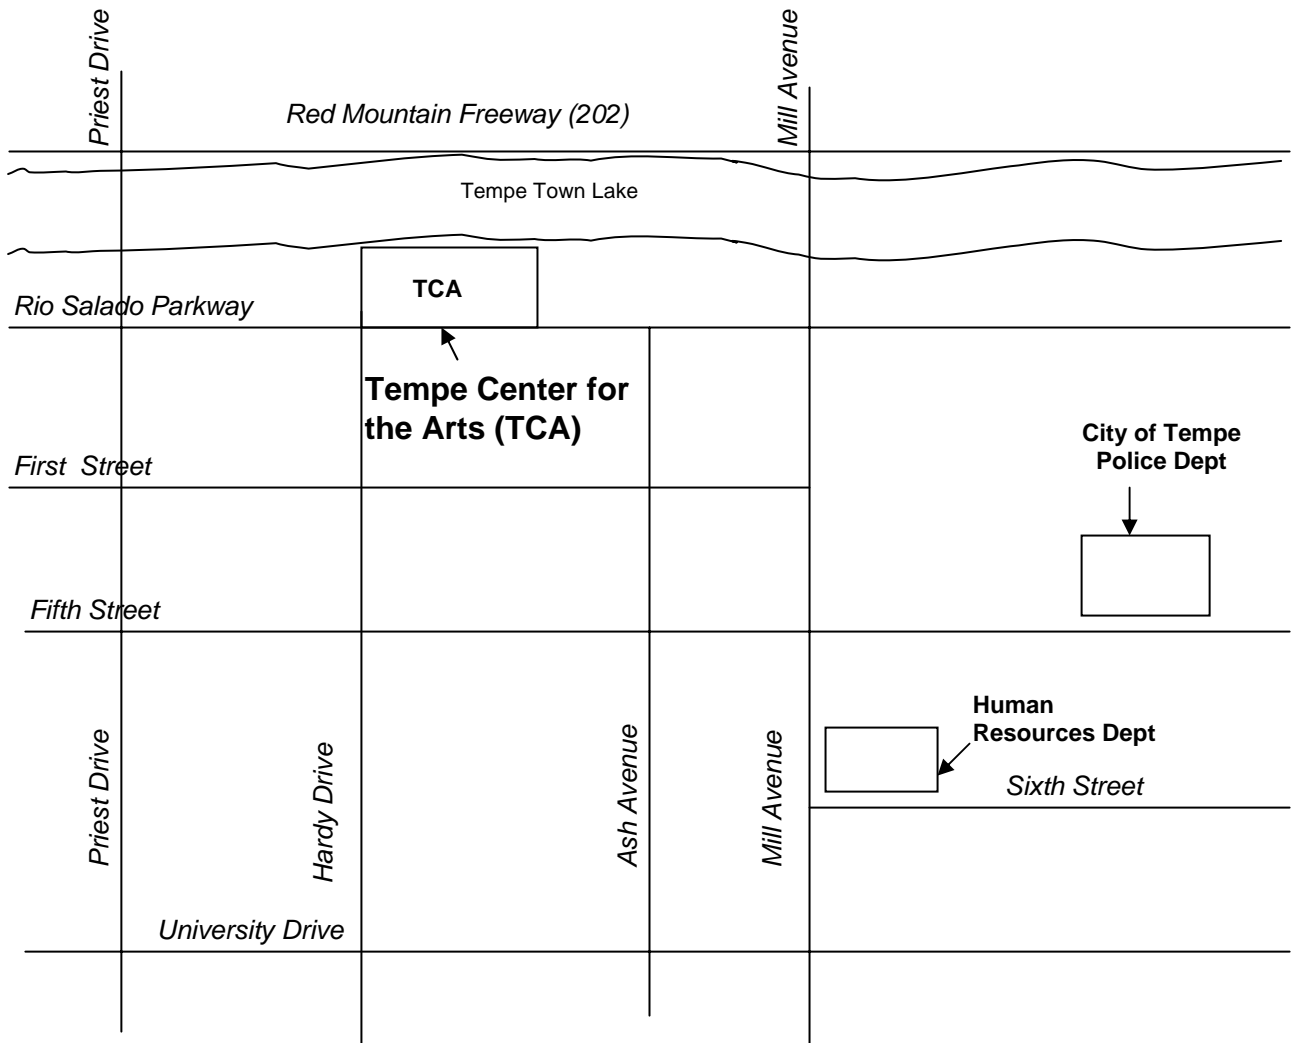 Priest Drive
Mill Avenue
Red Mountain Freeway (202)
Tempe Town Lake
TCA
Rio Salado Parkway
Tempe Center for
the Arts (TCA)
City of Tempe
Police Dept
First Street
Fifth Street
Human
Resources Dept
Sixth Street
Priest Drive
Hardy Drive
Ash Avenue
Mill Avenue
University Drive